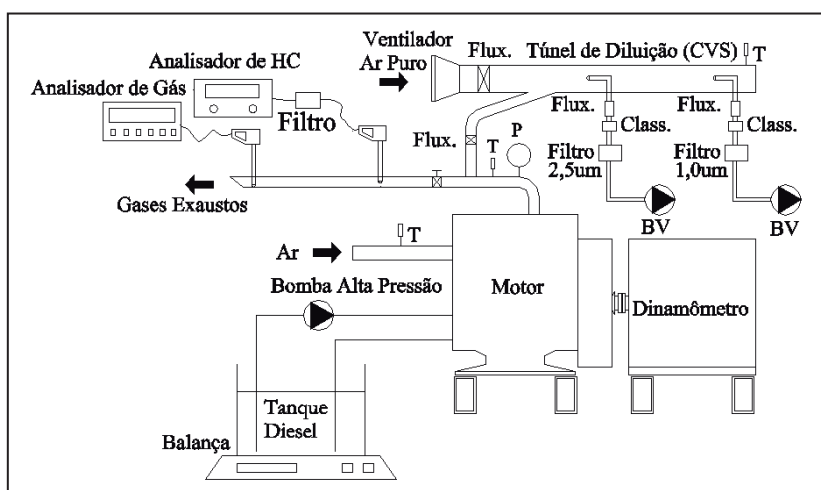 Ventilador
Ar Puro
Flux.
Túnel de Diluição (CVS)
T
Analisador de HC
Analisador de Gás
Filtro
Flux.
Class.
Filtro
2,5um
BV
Flux.
Class.
Filtro
1,0um
BV
Flux.
T
P
Gases Exaustos
Ar
T
Bomba Alta Pressão
Motor
Dinamômetro
Tanque
Diesel
Balança